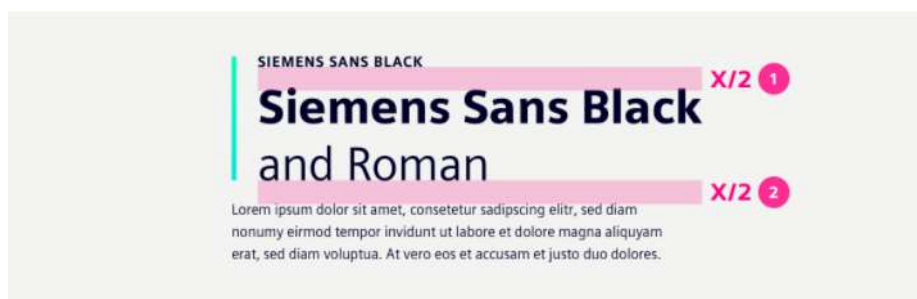 SIEMENS SANS BLACK
X/2 1
Siemens Sans Black
and Roman
X/2 2
Lorem ipsum dolor sit amet, consetetur sadipscing elitr, sed diam
nonumy eirmod tempor invidunt ut labore et dolore magna aliquyam
erat, sed diam voluptua. At vero eos et accusam et justo duo dolores.